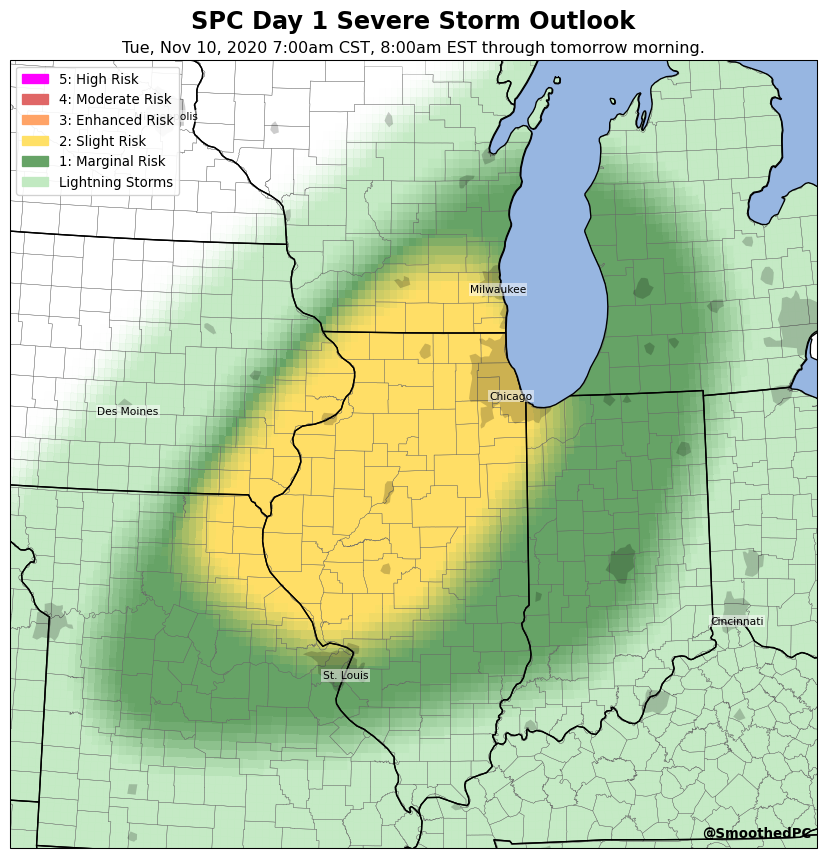 SPC Day 1 Severe Storm Outlook
Tue, Nov 10, 2020 7:00am CST, 8:00am EST through tomorrow morning.
5: High Risk
4: Moderate Risk
3: Enhanced Risk
2: Slight Risk
1: Marginal Risk
Lightning Storms
olis
Milwaukee
Chicago
Des Moines
Cincinnati
St. Louis
@SmoothedPC